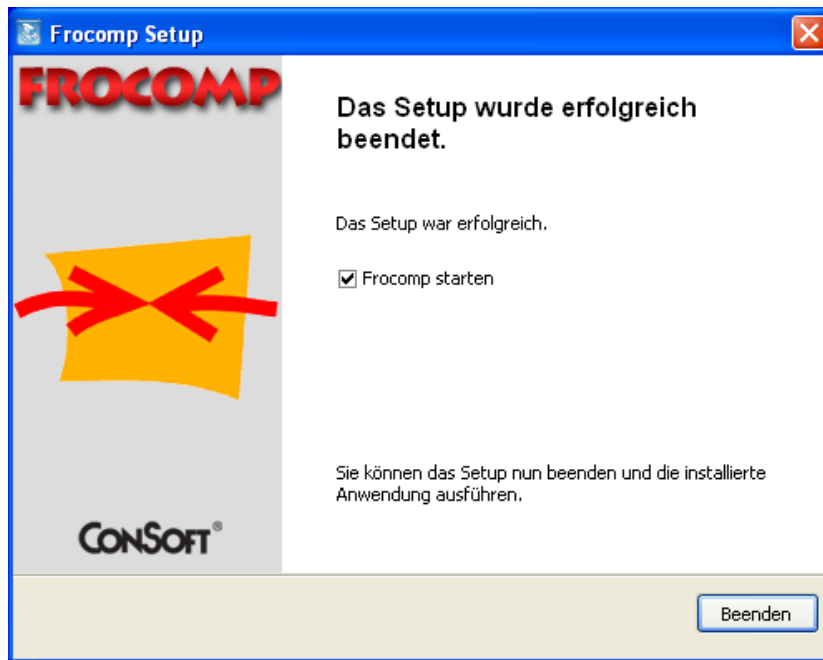 Frocomp Setup
FROCOMP
Das Setup wurde erfolgreich
beendet.
Das Setup war erfolgreich.
Frocomp starten
Sie können das Setup nun beenden und die installierte
Anwendung ausführen.
CONSOFT®
Beenden